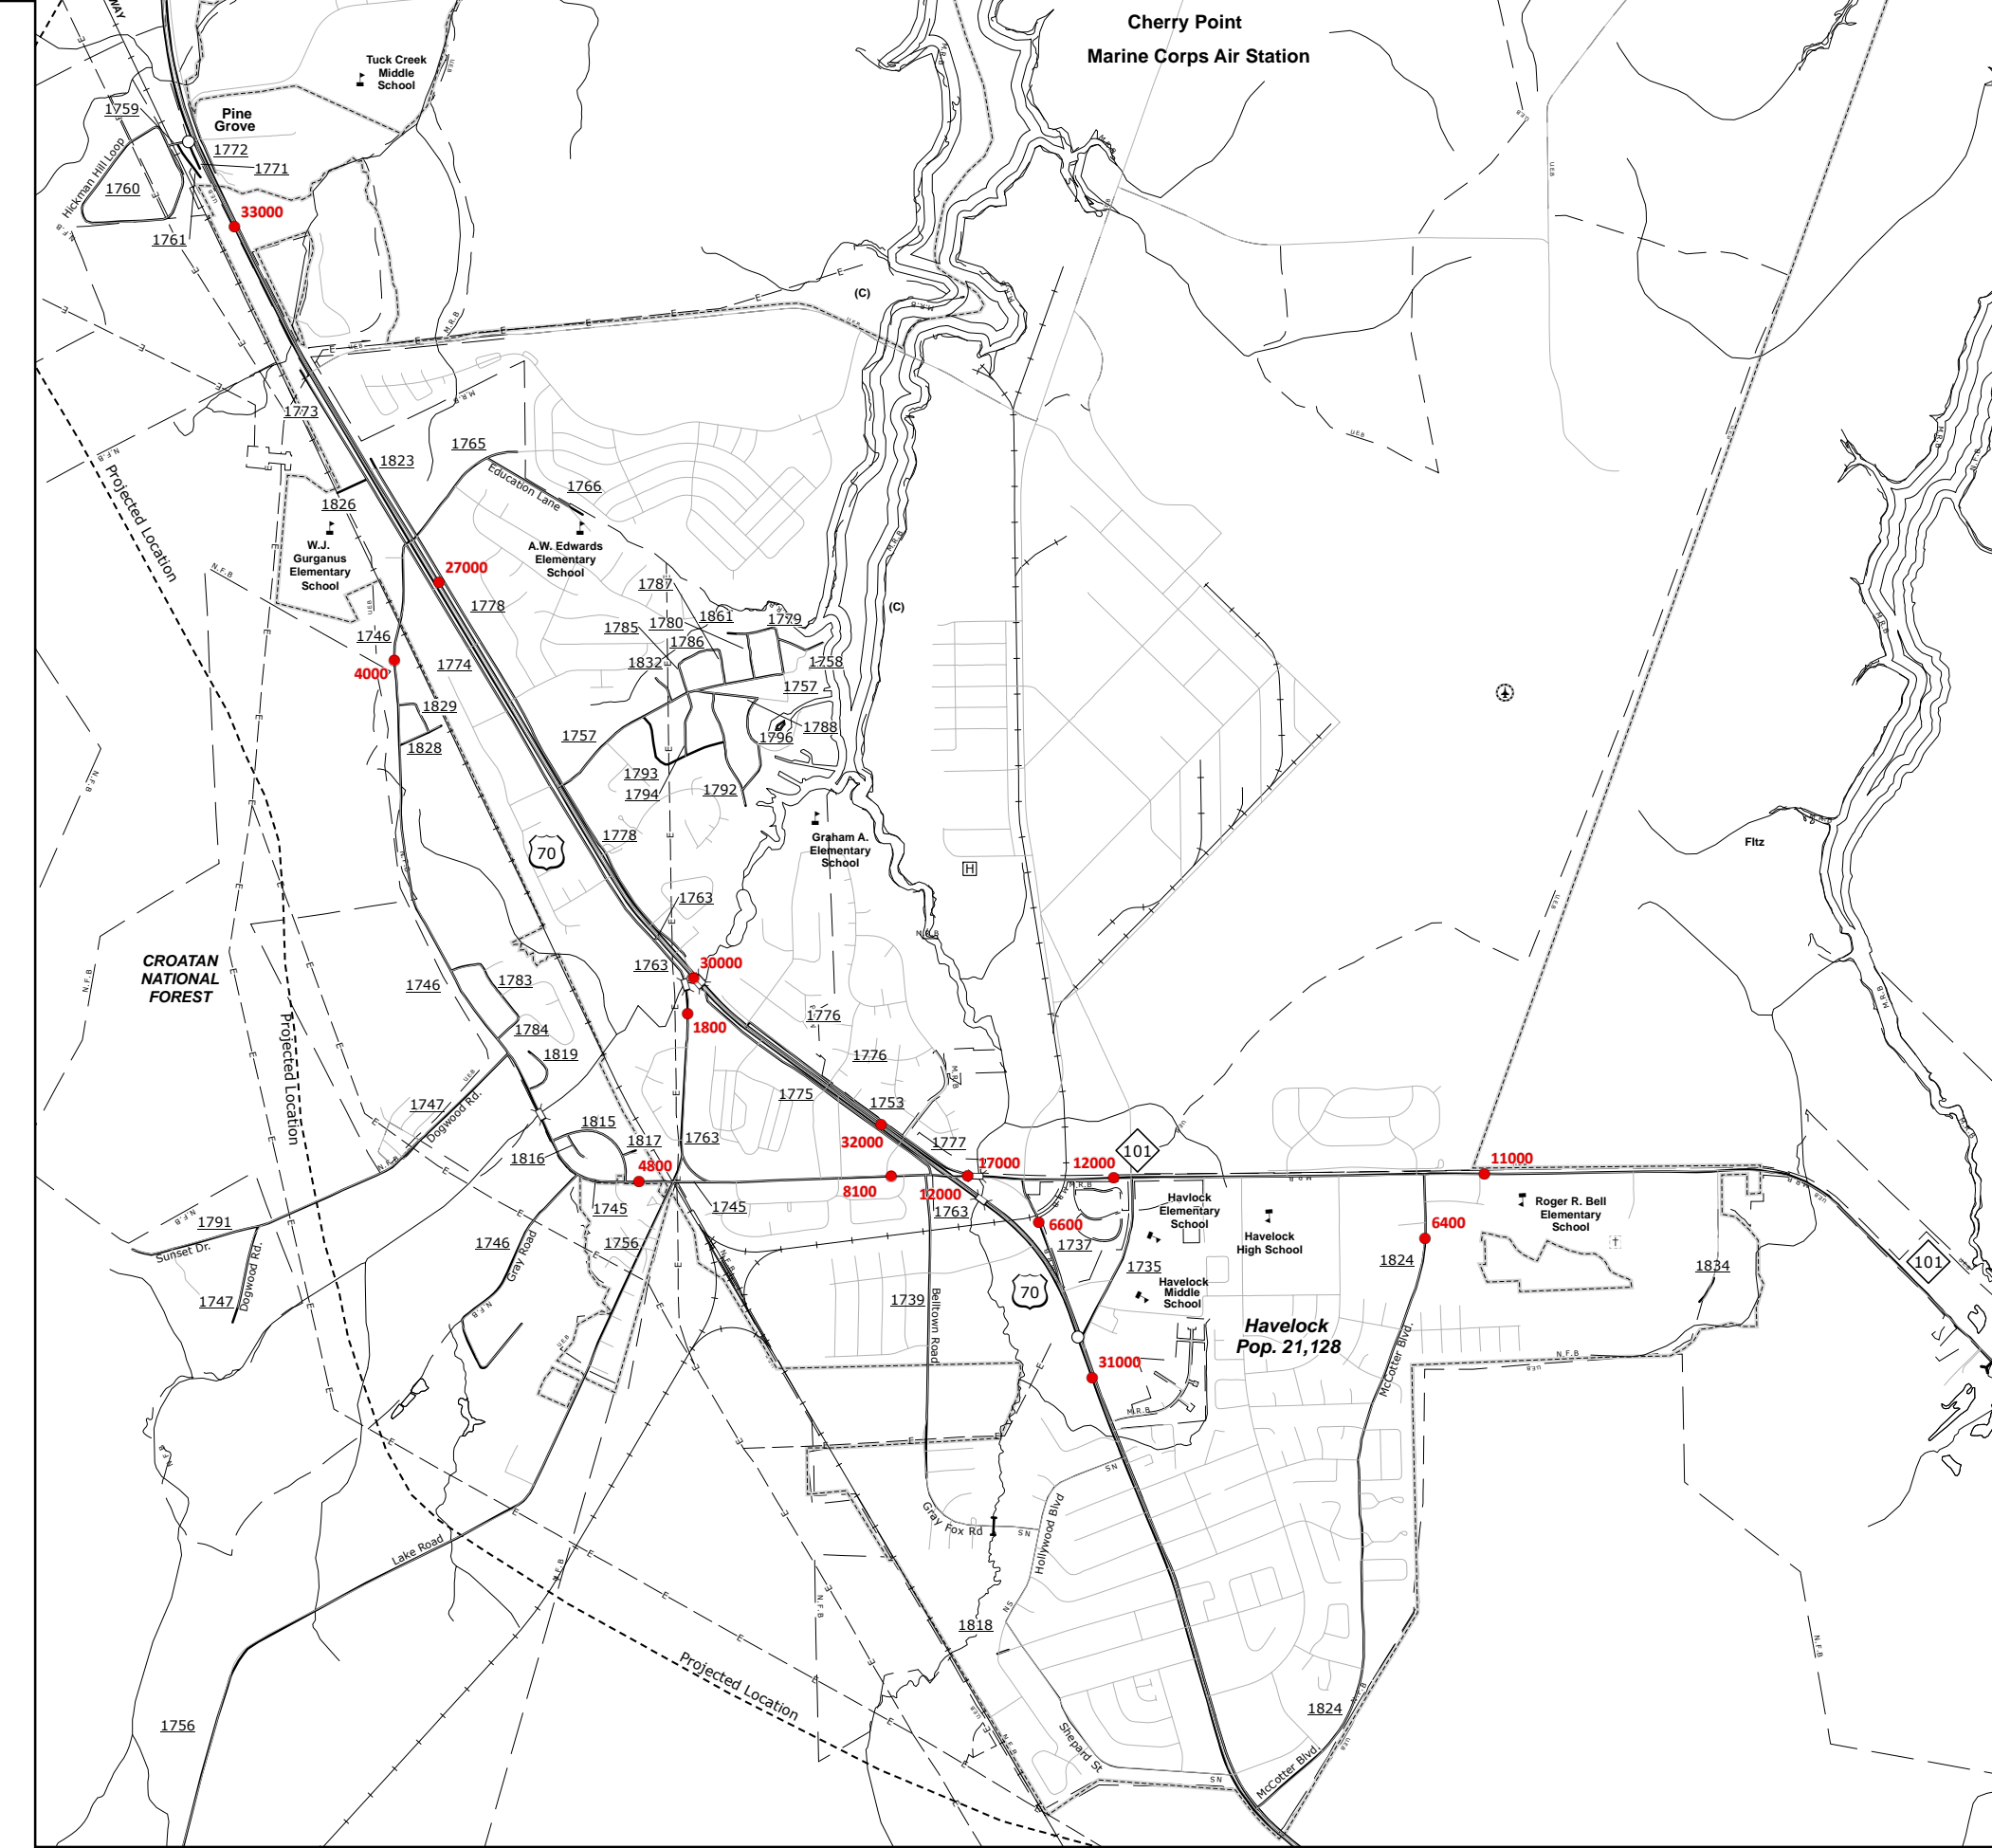 WAY
Cherry Point
Marine Corps Air Station
Tuck Creek
Middle
School
1759
Pine
Grove
1772
1771
Hickman Hill Loop
1760
33000
1761
(C)
1773
1765
1823
Education Lane
1766
1826
W.J.
Gurganus
Elementary
School
A.W. Edwards
Elementary
School
Projected Location
27000
1778
1787
1861
1779
1785
1780
1786
(C)
1746
1774
1832
1758
4000
1757
1829
1788
1757
1796
1828
1793
1794
1792
1778
70
Graham A.
Elementary
School
H
Fltz
1763
CROATAN
NATIONAL
FOREST
1763
30000
1746
1783
1800
1776
Projected Location
1784
1776
1819
1747
Dogwood Rd.
1775
1753
1815
1817
1763
32000
1777
1816
4800
17000
12000
101
11000
8100
12000
1745
1745
1763
Havlock
Elementary
School
Roger R. Bell
Elementary
School
1791
Sunset Dr.
6600
6400
1746
Gray Road
1756
1737
Havelock
High School
1824
Dogwood Rd.
1735
1834
101
1747
1739
Belltown Road
70
Havelock
Middle
School
Havelock
Pop. 21,128
McCotter Blvd.
31000
Gray Fox Rd
Hollywood Blvd
Lake Road
1818
Projected Location
1756
1824
Shepard St
McCotter Blvd.
N.F.B
M.R.B
UEB
NS
E